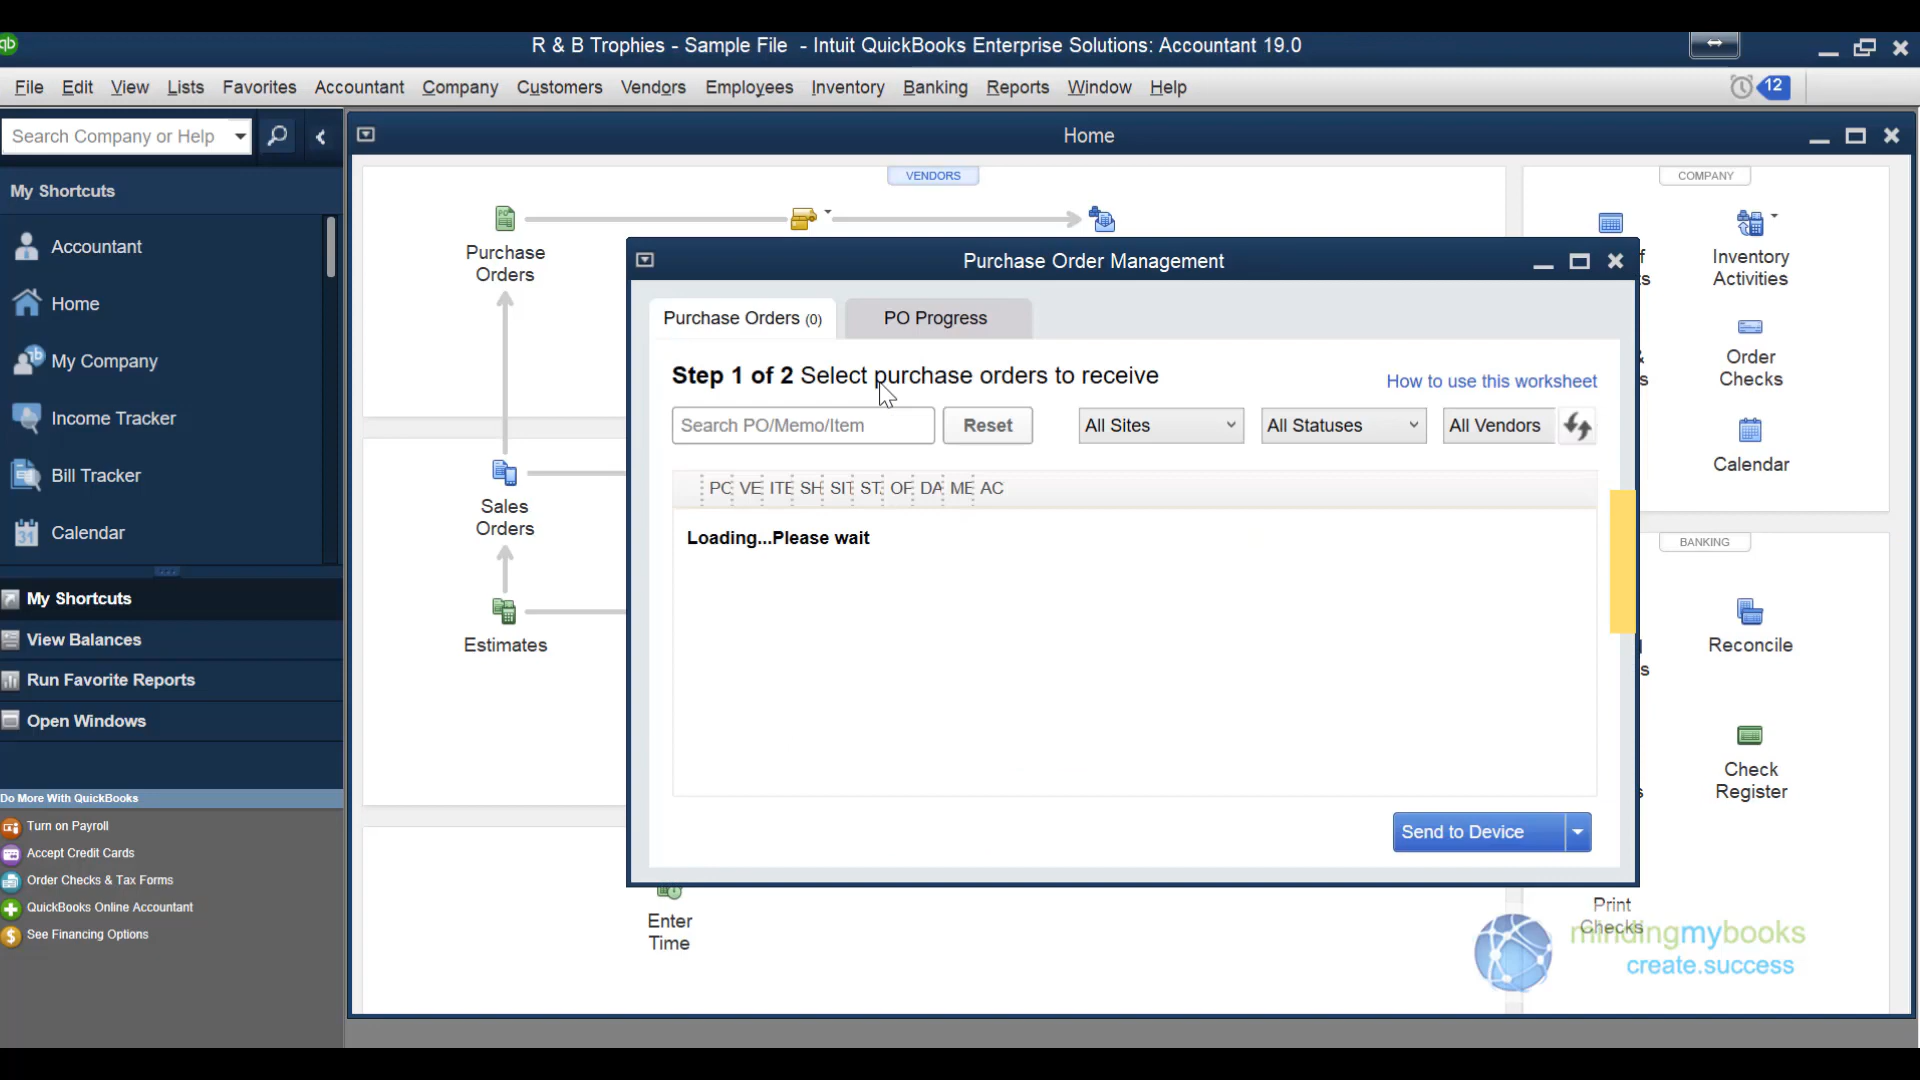 qb
R & B Trophies - Sample File - Intuit QuickBooks Enterprise Solutions: Accountant 19.0
File Edit View Lists Favorites Accountant Company Customers Vendors Employees Inventory Banking Reports Window Help
12
Search Company or Help
My Shortcuts
Accountant
Home
My Company
Income Tracker
Bill Tracker
31
Calendar
My Shortcuts
View Balances
Run Favorite Reports
Open Windows
Do More With QuickBooks
Turn on Payroll
Accept Credit Cards
Order Checks & Tax Forms
QuickBooks Online Accountant
See Financing Options
Home
VENDORS
Purchase
Orders
Sales
Orders
Estimates
Enter
Time
Purchase Order Management
Purchase Orders (0)
PO Progress
Step 1 of 2 Select purchase orders to receive
How to use this worksheet
Search PO/Memo/Item
Reset
All Sites
All Statuses
All Vendors
PO VE ITE SH SIT ST. OF DA ME AC
Loading...Please wait
Send to Device
COMPANY
Inventory
Activities
Order
Checks
Calendar
BANKING
Reconcile
Check
Register
Print
Checks
mindingmybooks
create.success